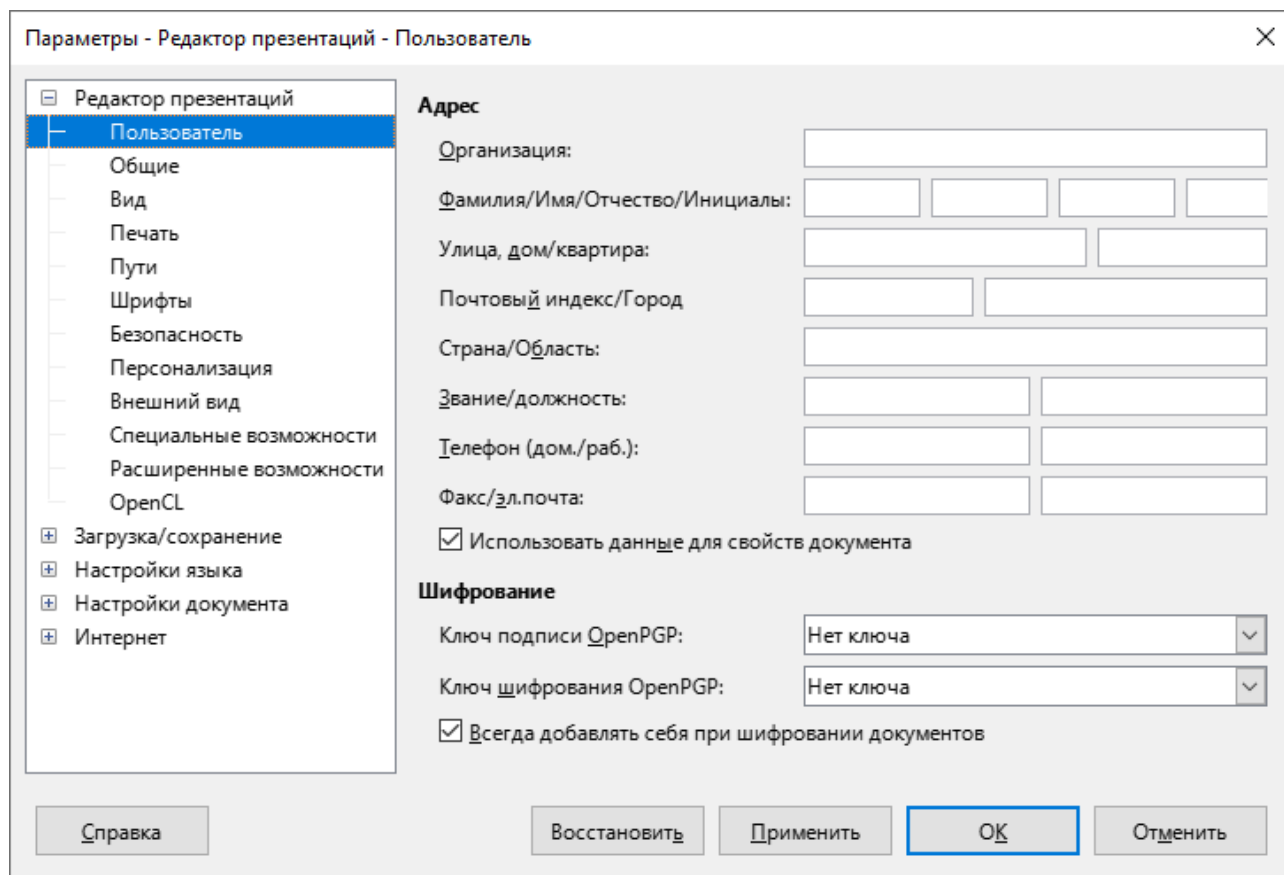 Параметры - Редактор презентаций - Пользователь
Редактор презентаций
Пользователь
Общие
Вид
Печать
Пути
Шрифты
Безопасность
Персонализация
Внешний вид
Специальные возможности
Расширенные возможности
OpenCL
Загрузка/сохранение
Настройки языка
Настройки документа
Интернет
Адрес
Организация:
Фамилия/Имя/Отчество/Инициалы:
Улица, дом/квартира:
Почтовый индекс/Город
Страна/Область:
Звание/должность:
Телефон (дом./раб.):
Факс/эл.почта:
Использовать данные для свойств документа
Шифрование
Ключ подписи OpenPGP: Нет ключа
Ключ шифрования OpenPGP: Нет ключа
Всегда добавлять себя при шифровании документов
Справка Восстановить Применить OK Отменить